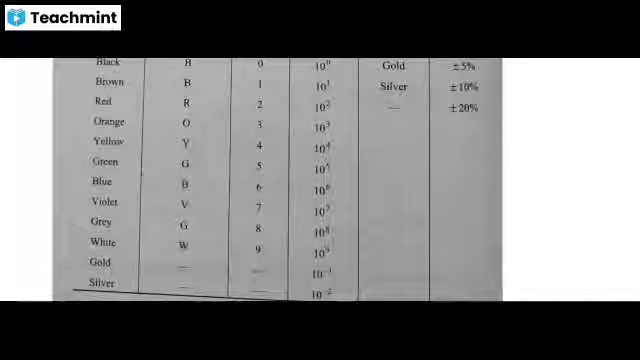 Teachmint
Black B 0 10⁰ Gold ±5%
Brown B 1 10¹ Silver ±10%
Red R 2 10² — ±20%
Orange O 3 10³
Yellow Y 4 10⁴
Green G 5 10⁵
Blue B 6 10⁶
Violet V 7 10⁷
Grey G 8 10⁸
White W 9 10⁹
Gold — — 10⁻¹
Silver — — 10⁻²